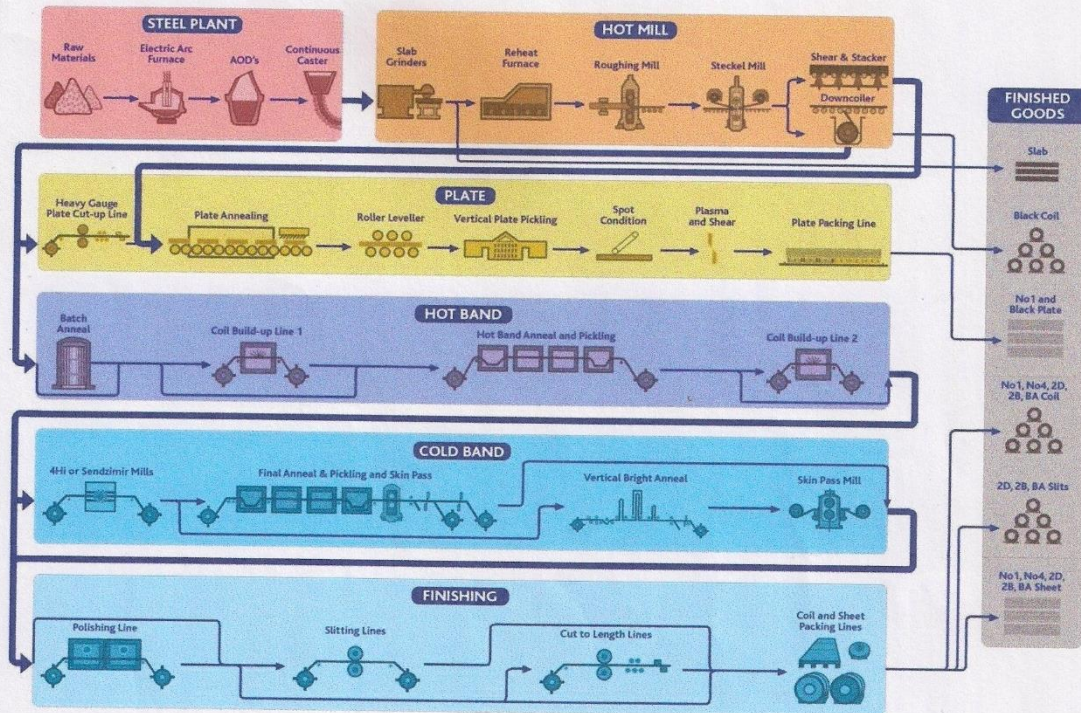 STEEL PLANT
Raw
Materials
Electric Arc
Furnace
AOD's
Continuous
Caster
HOT MILL
Slab
Grinders
Reheat
Furnace
Roughing Mill
Steckel Mill
Shear & Stacker
Downcoiler
FINISHED
GOODS
Slab
Black Coil
No1 and
Black Plate
No1, No4, 2D,
2B, BA Coil
2D, 2B, BA Slits
No1, No4, 2D,
2B, BA Sheet
PLATE
Heavy Gauge
Plate Cut-up Line
Plate Annealing
Roller Leveller
Vertical Plate Pickling
Spot
Condition
Plasma
and Shear
Plate Packing Line
HOT BAND
Batch
Anneal
Coil Build-up Line 1
Hot Band Anneal and Pickling
Coil Build-up Line 2
COLD BAND
4Hi or Sendzimir Mills
Final Anneal & Pickling and Skin Pass
Vertical Bright Anneal
Skin Pass Mill
FINISHING
Polishing Line
Slitting Lines
Cut to Length Lines
Coil and Sheet
Packing Lines